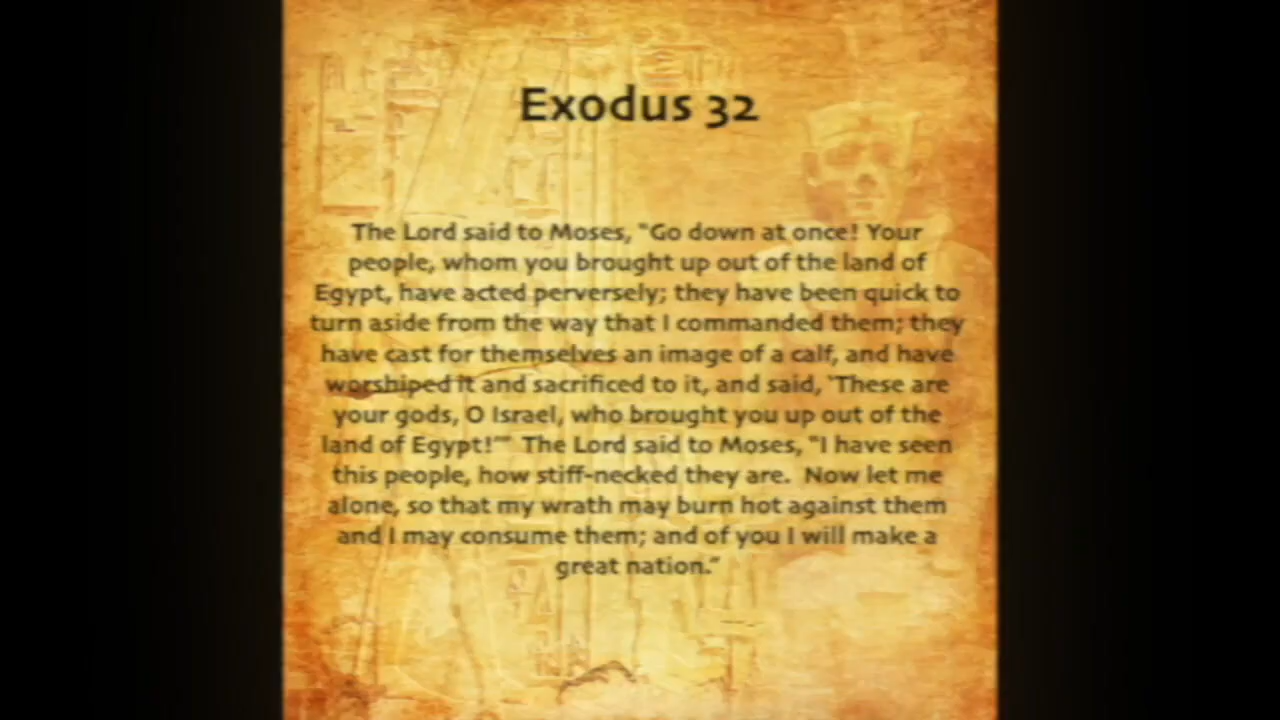 Exodus 32
The Lord said to Moses, "Go down at once! Your
people, whom you brought up out of the land of
Egypt, have acted perversely; they have been quick to
turn aside from the way that I commanded them; they
have cast for themselves an image of a calf, and have
worshiped it and sacrificed to it, and said, 'These are
your gods, O Israel, who brought you up out of the
land of Egypt!'" The Lord said to Moses, "I have seen
this people, how stiff-necked they are. Now let me
alone, so that my wrath may burn hot against them
and I may consume them; and of you I will make a
great nation."